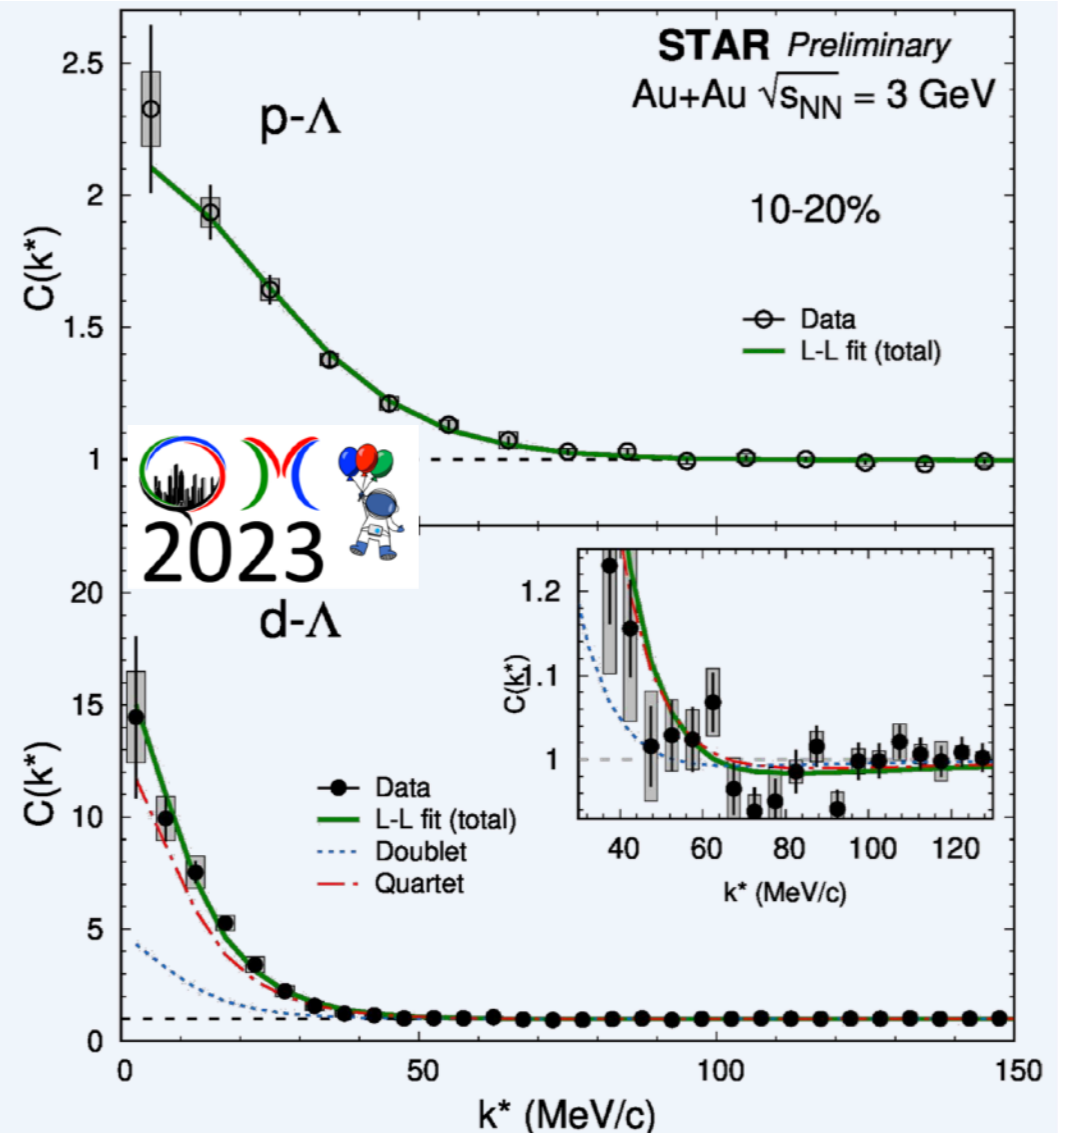 STAR Preliminary
Au+Au √sNN = 3 GeV
p-Λ
10-20%
Data
L-L fit (total)
C(k*)
2.5
2
1.5
1
2023
d-Λ
C(k*)
20
15
10
5
0
Data
L-L fit (total)
Doublet
Quartet
C(k*)
1.2
1.1
1
40 60 80 100 120
k* (MeV/c)
0 50 100 150
k* (MeV/c)